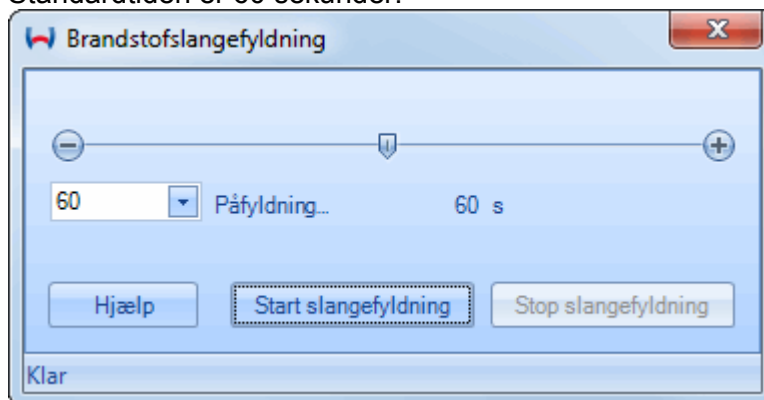 Standardtiden er 60 sekunder.
Brandstofslangefyldning
60
Påfyldning... 60 s
Hjælp
Start slangefyldning
Stop slangefyldning
Klar